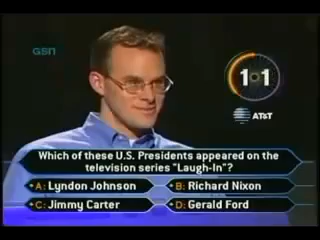 GSN
1 1
AT&T
Which of these U.S. Presidents appeared on the
television series "Laugh-In"?
A: Lyndon Johnson
B: Richard Nixon
C: Jimmy Carter
D: Gerald Ford